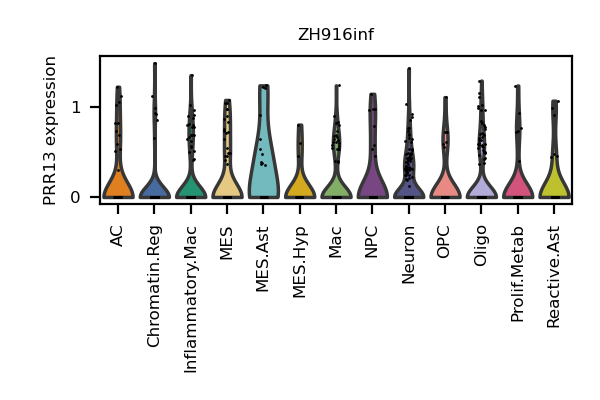 ZH916inf
PRR13 expression
1
0
AC
Chromatin.Reg
Inflammatory.Mac
MES
MES.Ast
MES.Hyp
Mac
NPC
Neuron
OPC
Oligo
Prolif.Metab
Reactive.Ast